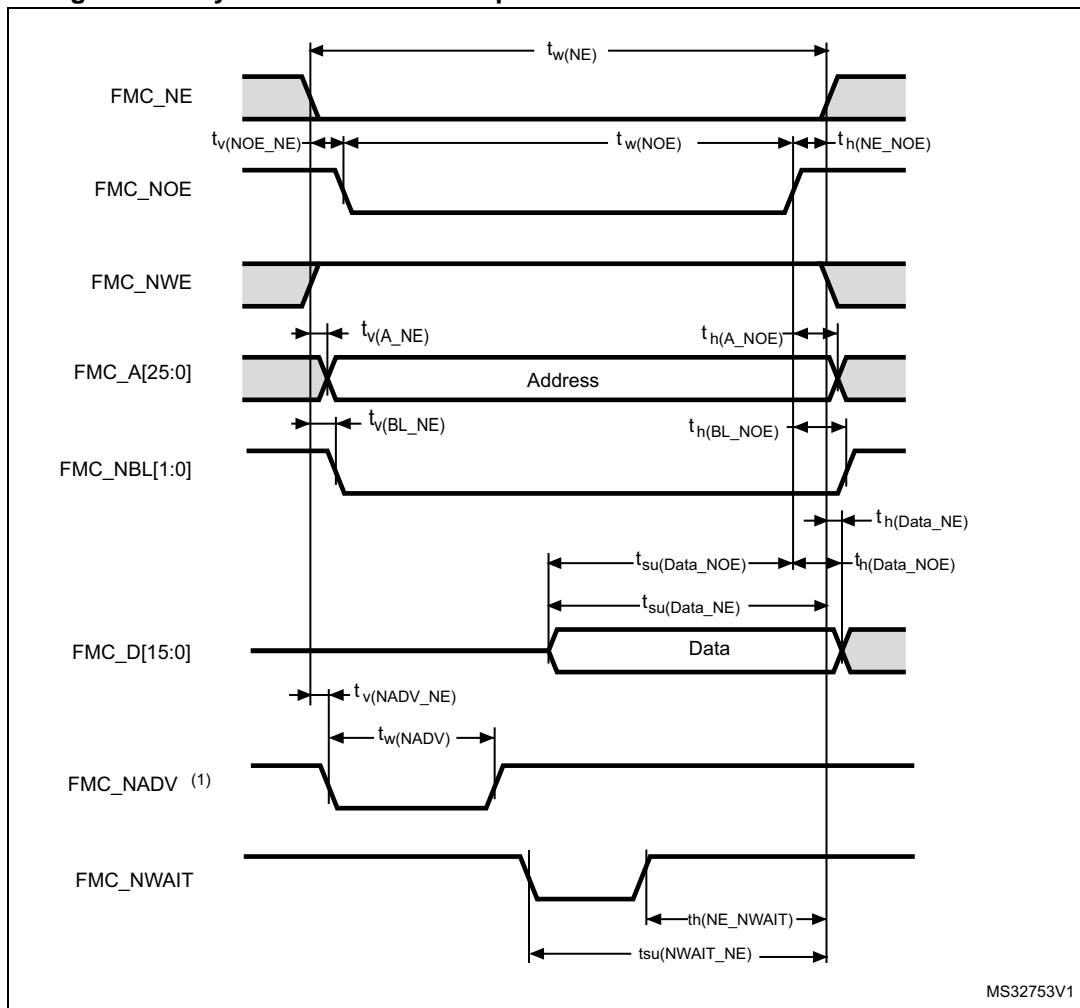 tw(NE)
FMC_NE
tv(NOE_NE)
tw(NOE)
th(NE_NOE)
FMC_NOE
FMC_NWE
tv(A_NE)
th(A_NOE)
FMC_A[25:0]
Address
tv(BL_NE)
th(BL_NOE)
FMC_NBL[1:0]
th(Data_NE)
tsu(Data_NOE)
th(Data_NOE)
tsu(Data_NE)
FMC_D[15:0]
Data
tv(NADV_NE)
tw(NADV)
FMC_NADV (1)
FMC_NWAIT
th(NE_NWAIT)
tsu(NWAIT_NE)
MS32753V1